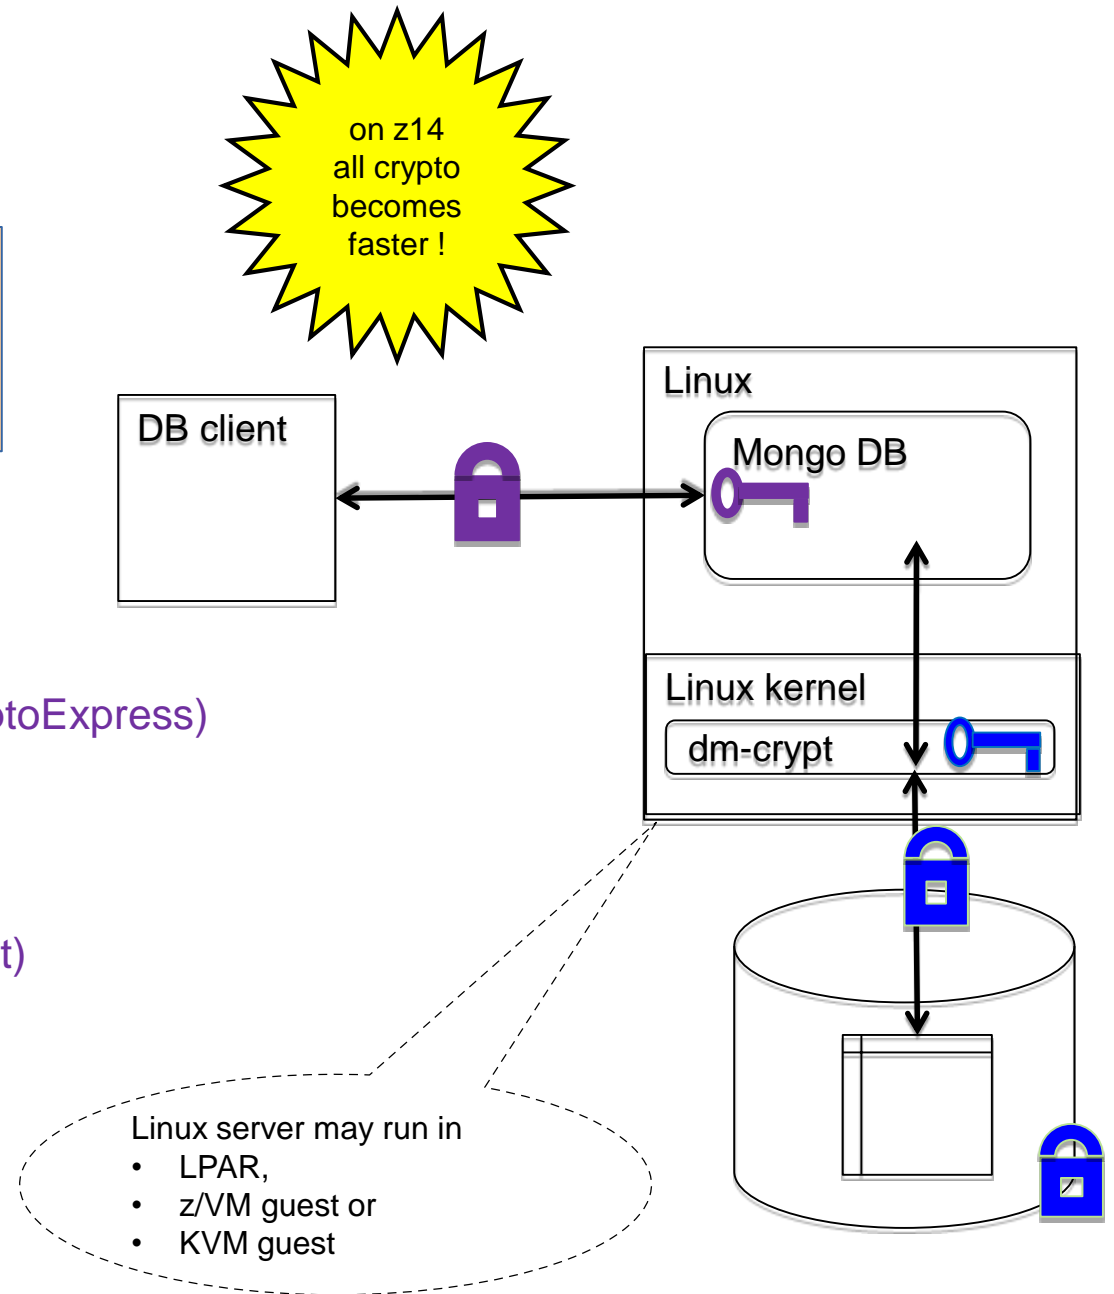 on z14
all crypto
becomes
faster !
Linux
DB client
Mongo DB
Linux kernel
otoExpress)
dm-crypt
t)
Linux server may run in
• LPAR,
• z/VM guest or
• KVM guest